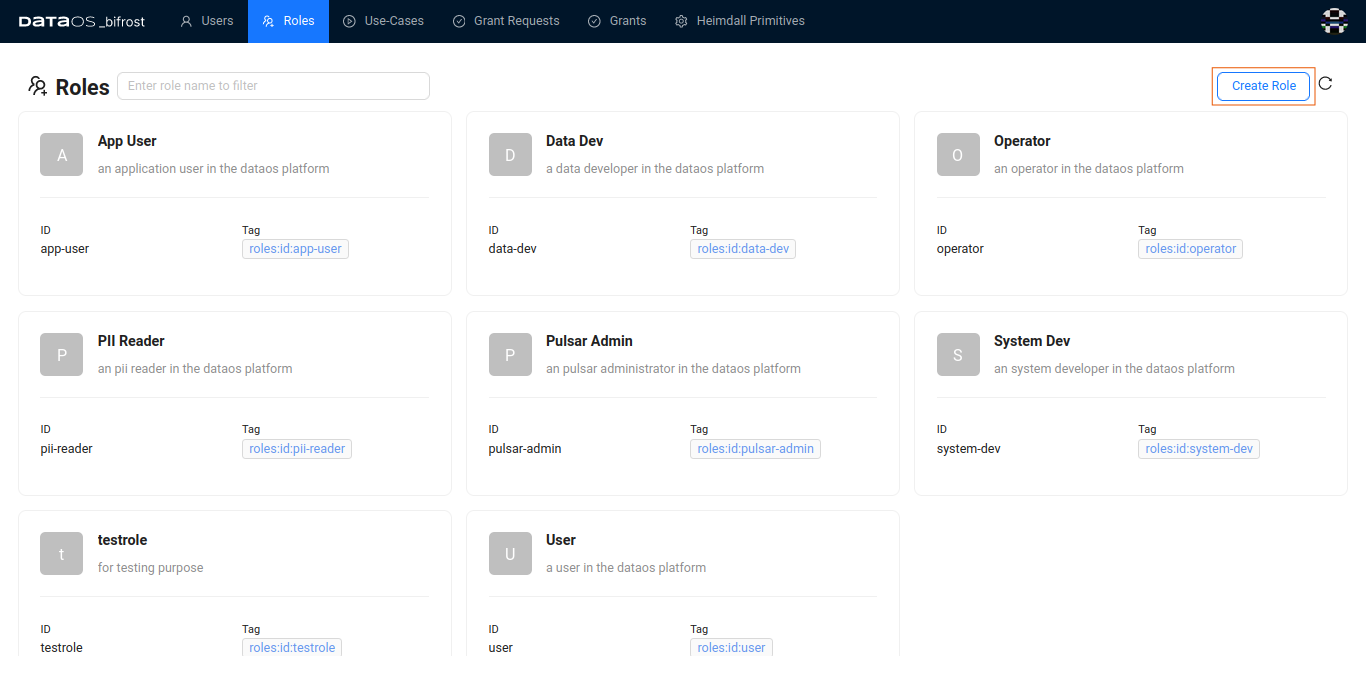 DATAOS_bifrost Users Roles Use-Cases Grant Requests Grants Heimdall Primitives
Roles Enter role name to filter Create Role
A App User
an application user in the dataos platform
ID Tag
app-user roles:id:app-user
D Data Dev
a data developer in the dataos platform
ID Tag
data-dev roles:id:data-dev
O Operator
an operator in the dataos platform
ID Tag
operator roles:id:operator
P PII Reader
an pii reader in the dataos platform
ID Tag
pii-reader roles:id:pii-reader
P Pulsar Admin
an pulsar administrator in the dataos platform
ID Tag
pulsar-admin roles:id:pulsar-admin
S System Dev
an system developer in the dataos platform
ID Tag
system-dev roles:id:system-dev
t testrole
for testing purpose
ID Tag
testrole roles:id:testrole
U User
a user in the dataos platform
ID Tag
user roles:id:user